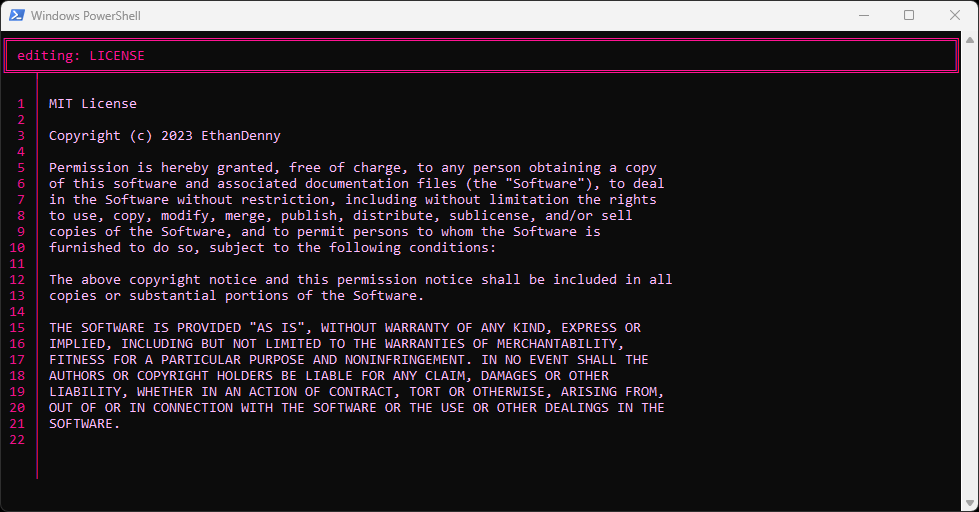 Windows PowerShell
editing: LICENSE
1 MIT License
2
3 Copyright (c) 2023 EthanDenny
4
5 Permission is hereby granted, free of charge, to any person obtaining a copy
6 of this software and associated documentation files (the "Software"), to deal
7 in the Software without restriction, including without limitation the rights
8 to use, copy, modify, merge, publish, distribute, sublicense, and/or sell
9 copies of the Software, and to permit persons to whom the Software is
10 furnished to do so, subject to the following conditions:
11
12 The above copyright notice and this permission notice shall be included in all
13 copies or substantial portions of the Software.
14
15 THE SOFTWARE IS PROVIDED "AS IS", WITHOUT WARRANTY OF ANY KIND, EXPRESS OR
16 IMPLIED, INCLUDING BUT NOT LIMITED TO THE WARRANTIES OF MERCHANTABILITY,
17 FITNESS FOR A PARTICULAR PURPOSE AND NONINFRINGEMENT. IN NO EVENT SHALL THE
18 AUTHORS OR COPYRIGHT HOLDERS BE LIABLE FOR ANY CLAIM, DAMAGES OR OTHER
19 LIABILITY, WHETHER IN AN ACTION OF CONTRACT, TORT OR OTHERWISE, ARISING FROM,
20 OUT OF OR IN CONNECTION WITH THE SOFTWARE OR THE USE OR OTHER DEALINGS IN THE
21 SOFTWARE.
22